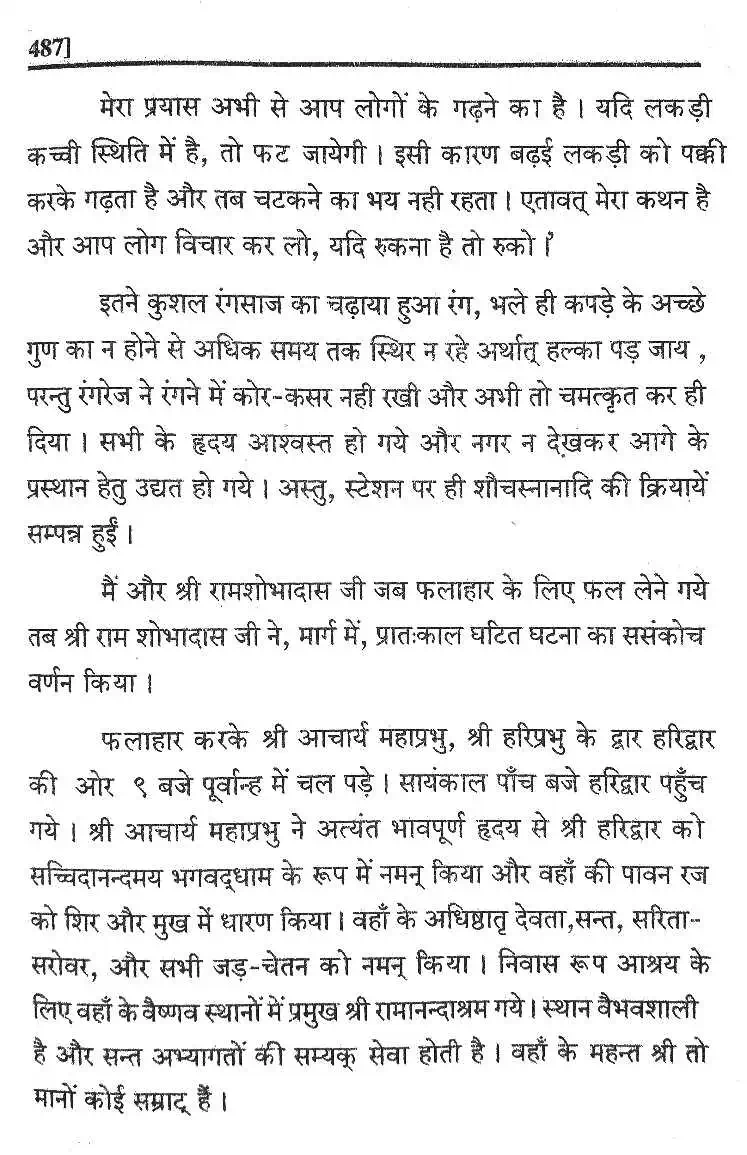 487]
मेरा प्रयास अभी से आप लोगों के गढ़ने का है । यदि लकड़ी
कच्ची स्थिति में है, तो फट जायेगी । इसी कारण बढ़ई लकड़ी को पक्की
करके गढ़ता है और तब चटकने का भय नही रहता । एतावत् मेरा कथन है
और आप लोग विचार कर लो, यदि रुकना है तो रुको ।'
इतने कुशल रंगसाज का चढ़ाया हुआ रंग, भले ही कपड़े के अच्छे
गुण का न होने से अधिक समय तक स्थिर न रहे अर्थात् हल्का पड़ जाय ,
परन्तु रंगरेज ने रंगने में कोर-कसर नही रखी और अभी तो चमत्कृत कर ही
दिया । सभी के हृदय आश्वस्त हो गये और नगर न देखकर आगे के
प्रस्थान हेतु उद्यत हो गये । अस्तु, स्टेशन पर ही शौचस्नानादि की क्रियायें
सम्पन्न हुईं ।
मैं और श्री रामशोभादास जी जब फलाहार के लिए फल लेने गये
तब श्री राम शोभादास जी ने, मार्ग में, प्रातःकाल घटित घटना का ससंकोच
वर्णन किया ।
फलाहार करके श्री आचार्य महाप्रभु, श्री हरिप्रभु के द्वार हरिद्वार
की ओर ९ बजे पूर्वान्ह में चल पड़े । सायंकाल पाँच बजे हरिद्वार पहुँच
गये । श्री आचार्य महाप्रभु ने अत्यंत भावपूर्ण हृदय से श्री हरिद्वार को
सच्चिदानन्दमय भगवद्धाम के रूप में नमन् किया और वहाँ की पावन रज
को शिर और मुख में धारण किया । वहाँ के अधिष्ठातृ देवता,सन्त, सरिता-
सरोवर, और सभी जड़-चेतन को नमन् किया । निवास रूप आश्रय के
लिए वहाँ के वैष्णव स्थानों में प्रमुख श्री रामानन्दाश्रम गये । स्थान वैभवशाली
है और सन्त अभ्यागतों की सम्यक् सेवा होती है । वहाँ के महन्त श्री तो
मानों कोई सम्राट् हैं ।